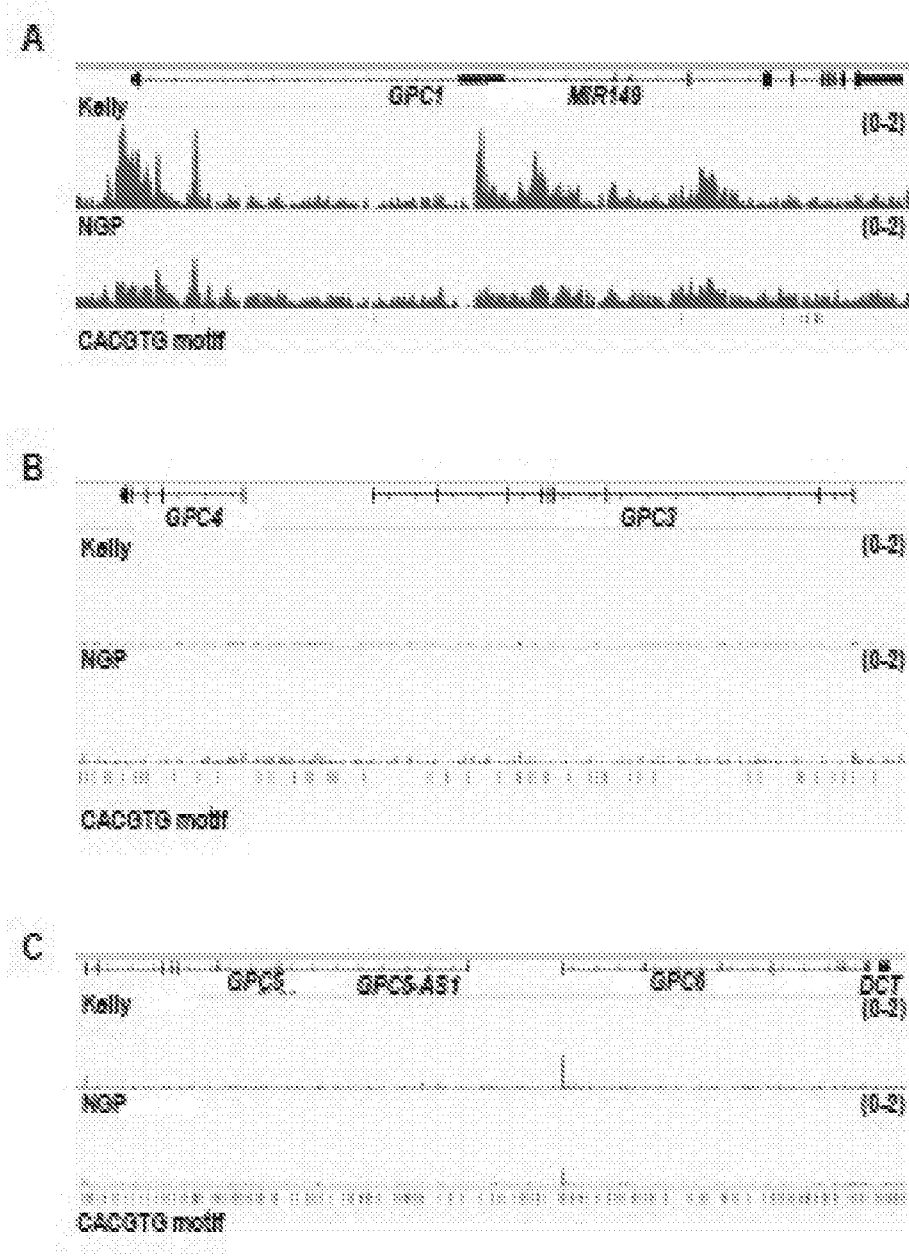 A
GPC1 MIR149
Kelly (0-2)
NGP (0-2)
CACGTG motif
B
GPC4 GPC3
Kelly (0-2)
NGP (0-2)
CACGTG motif
C
GPC5 GPC5-AS1 GPC6 DCT
Kelly (0-2)
NGP (0-2)
CACGTG motif